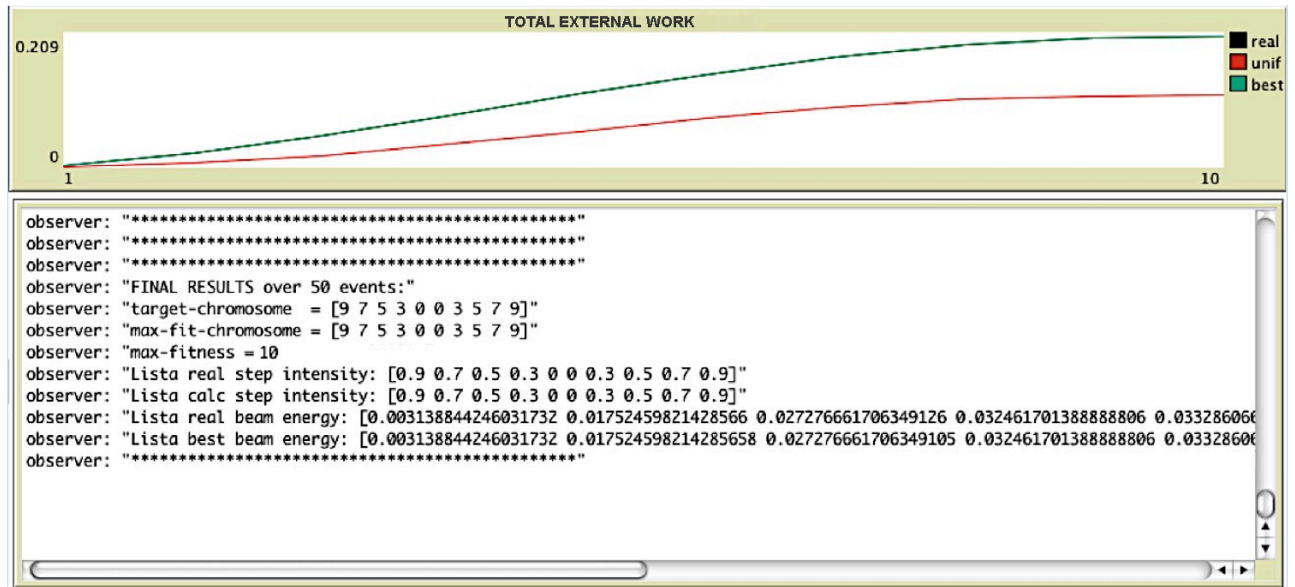 TOTAL EXTERNAL WORK
0.209
real
unif
best
0
1
10
observer: "***********************************************"
observer: "***********************************************"
observer: "***********************************************"
observer: "FINAL RESULTS over 50 events:"
observer: "target-chromosome = [9 7 5 3 0 0 3 5 7 9]"
observer: "max-fit-chromosome = [9 7 5 3 0 0 3 5 7 9]"
observer: "max-fitness = 10
observer: "Lista real step intensity: [0.9 0.7 0.5 0.3 0 0 0.3 0.5 0.7 0.9]"
observer: "Lista calc step intensity: [0.9 0.7 0.5 0.3 0 0 0.3 0.5 0.7 0.9]"
observer: "Lista real beam energy: [0.003138844246031732 0.01752459821428566 0.027276661706349126 0.032461701388888806 0.033286066
observer: "Lista best beam energy: [0.003138844246031732 0.017524598214285658 0.027276661706349105 0.032461701388888806 0.03328606
observer: "***********************************************"